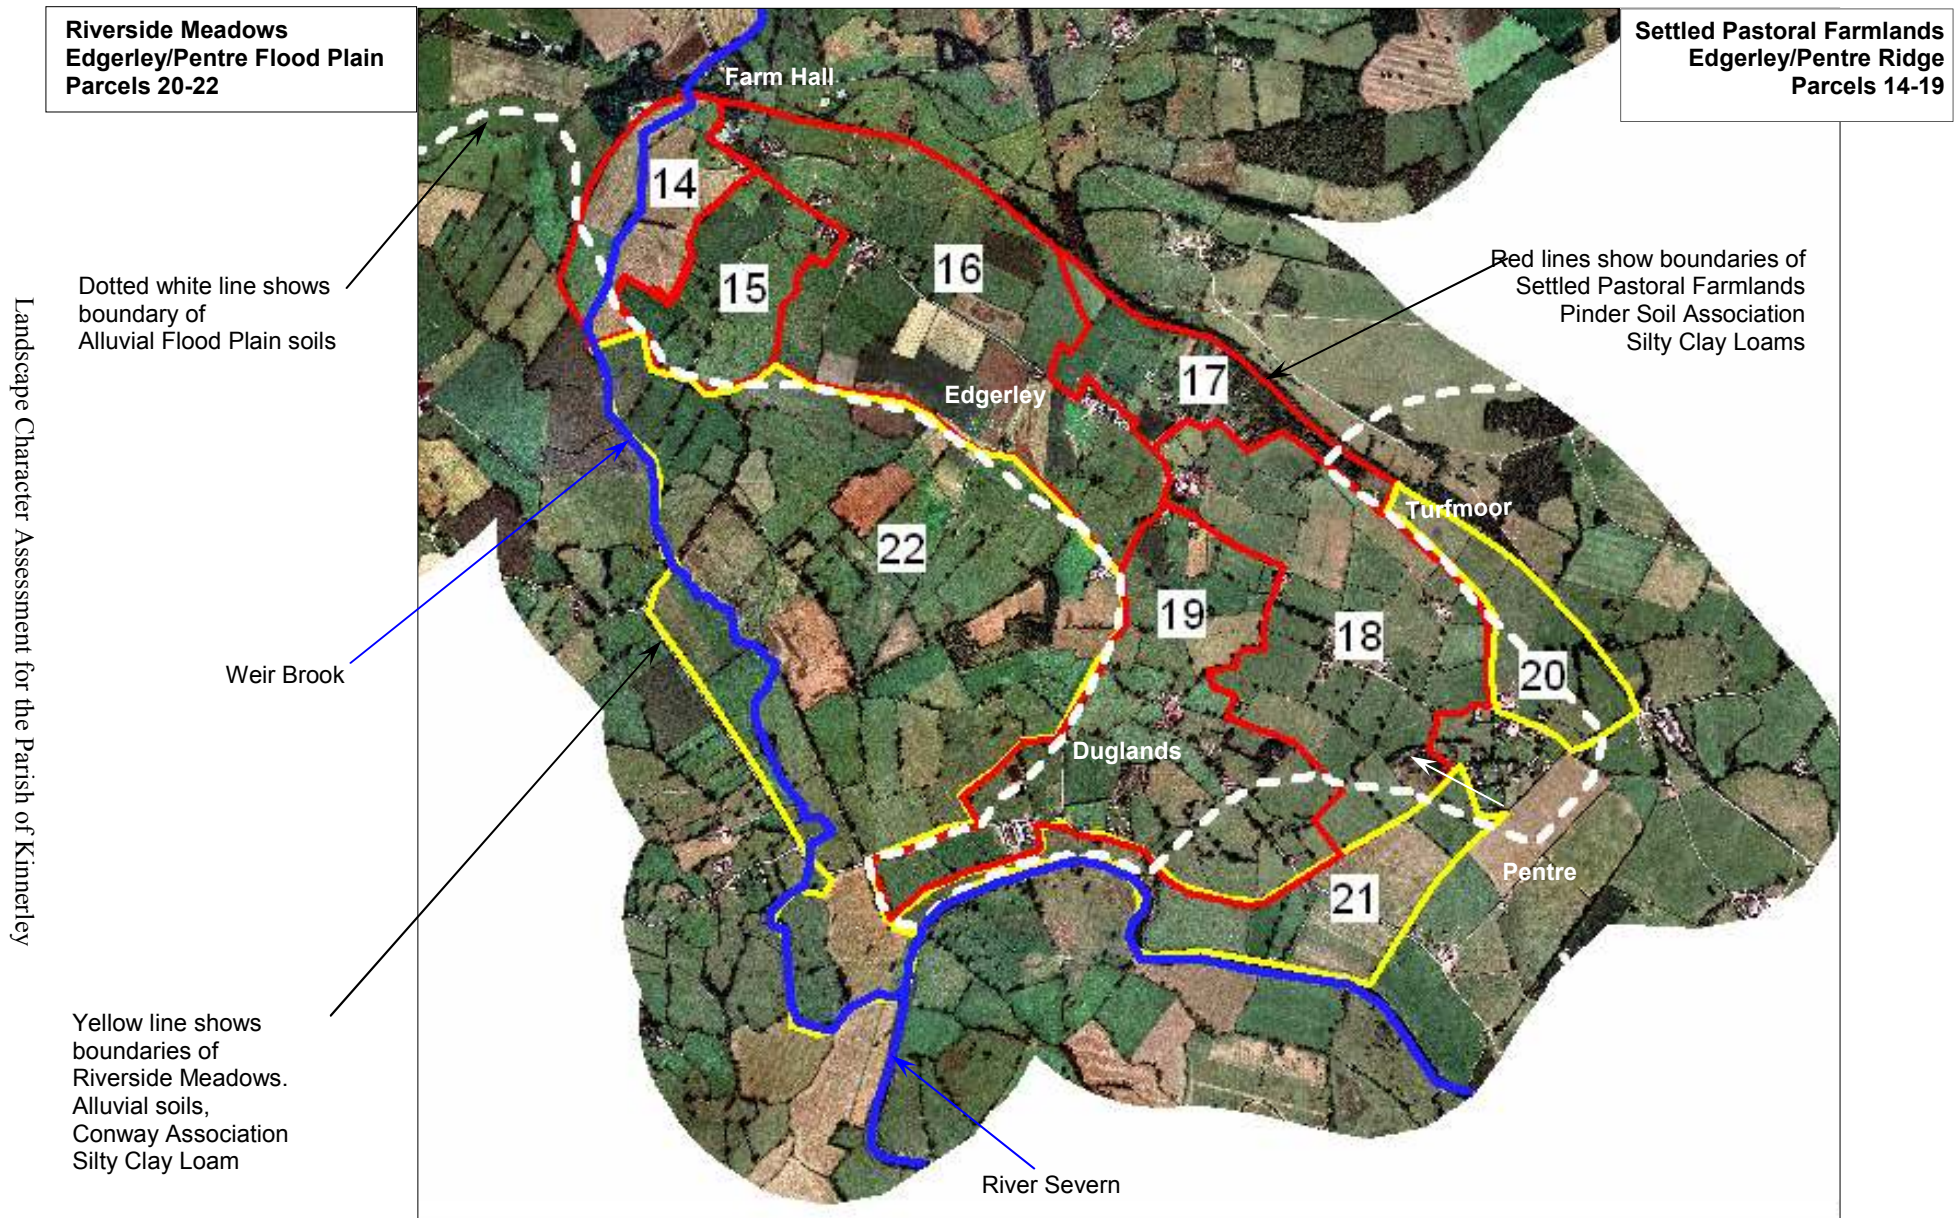 Riverside Meadows
Edgerley/Pentre Flood Plain
Parcels 20-22
Settled Pastoral Farmlands
Edgerley/Pentre Ridge
Parcels 14-19
Farm Hall
14
15
16
17
Edgerley
Turfmoor
22
19
18
20
Duglands
21
Pentre
Dotted white line shows
boundary of
Alluvial Flood Plain soils
Red lines show boundaries of
Settled Pastoral Farmlands
Pinder Soil Association
Silty Clay Loams
Weir Brook
Yellow line shows
boundaries of
Riverside Meadows.
Alluvial soils,
Conway Association
Silty Clay Loam
River Severn
Landscape Character Assessment for the Parish of Kinnerley